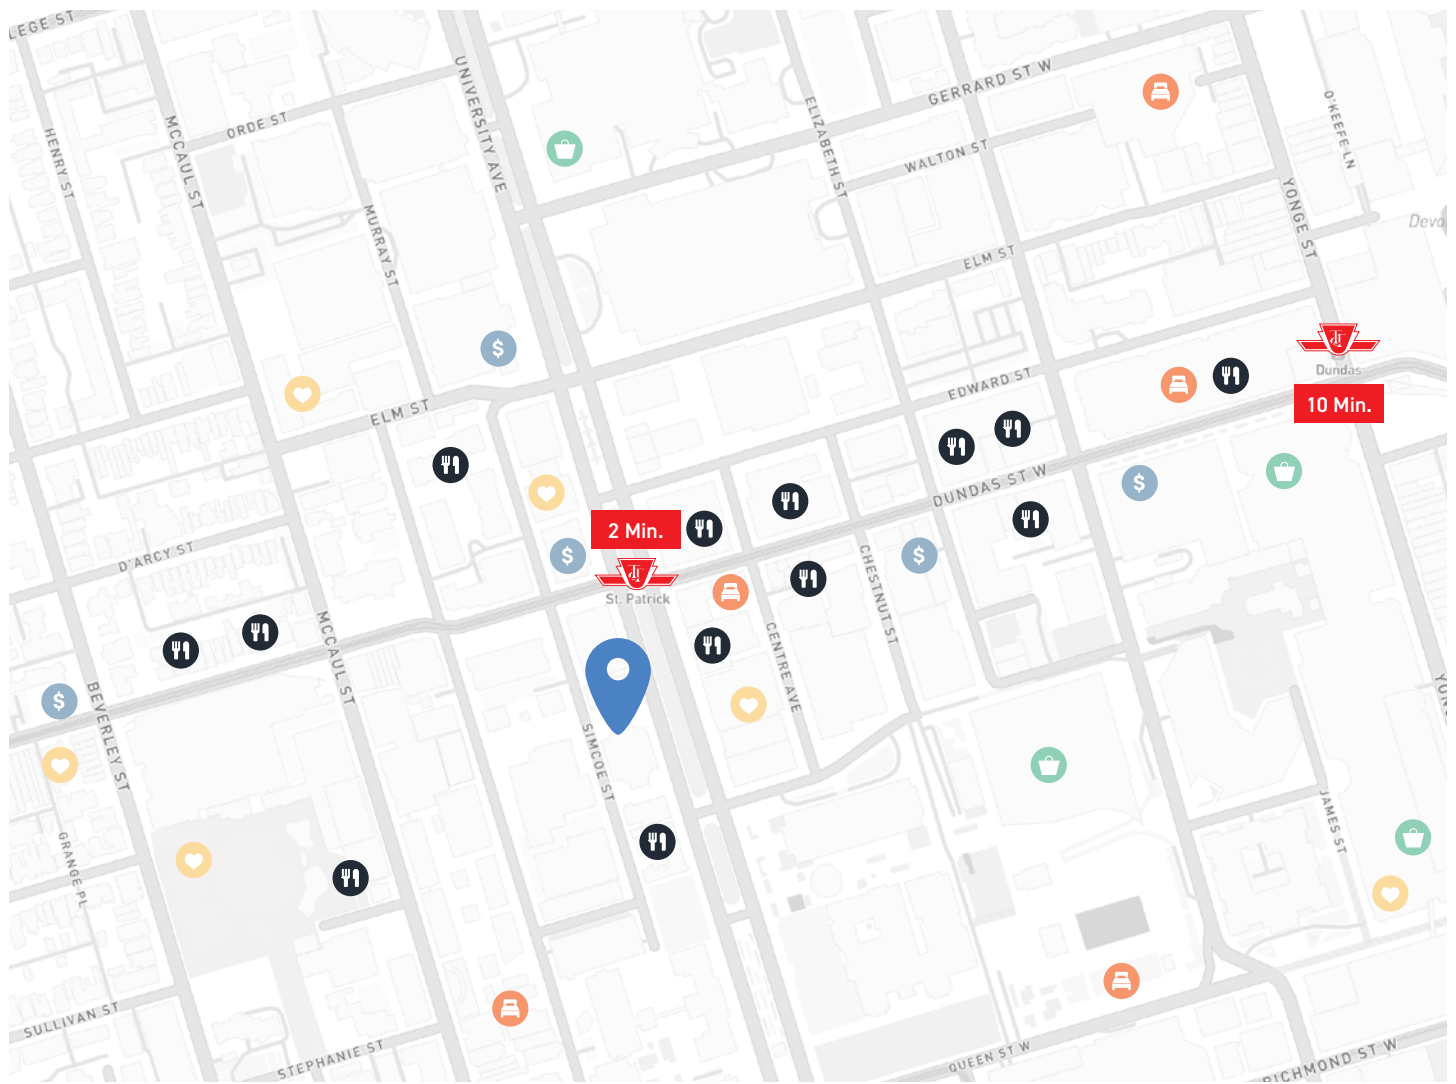 LEGE ST
UNIVERSITY AVE
GERRARD ST W
ELIZABETH ST
O'KEEFE LN
MCCAUL ST
ORDE ST
HENRY ST
WALTON ST
MURRAY ST
YONGE ST
Devo
ELM ST
Dundas
10 Min.
EDWARD ST
ELM ST
DUNDAS ST W
2 Min.
D'ARCY ST
St. Patrick
CHESTNUT ST
CENTRE AVE
MCCAUL ST
BEVERLEY ST
SIMCOE ST
YON
JAMES ST
GRANGE PL
SULLIVAN ST
STEPHANIE ST
QUEEN ST W
RICHMOND ST W